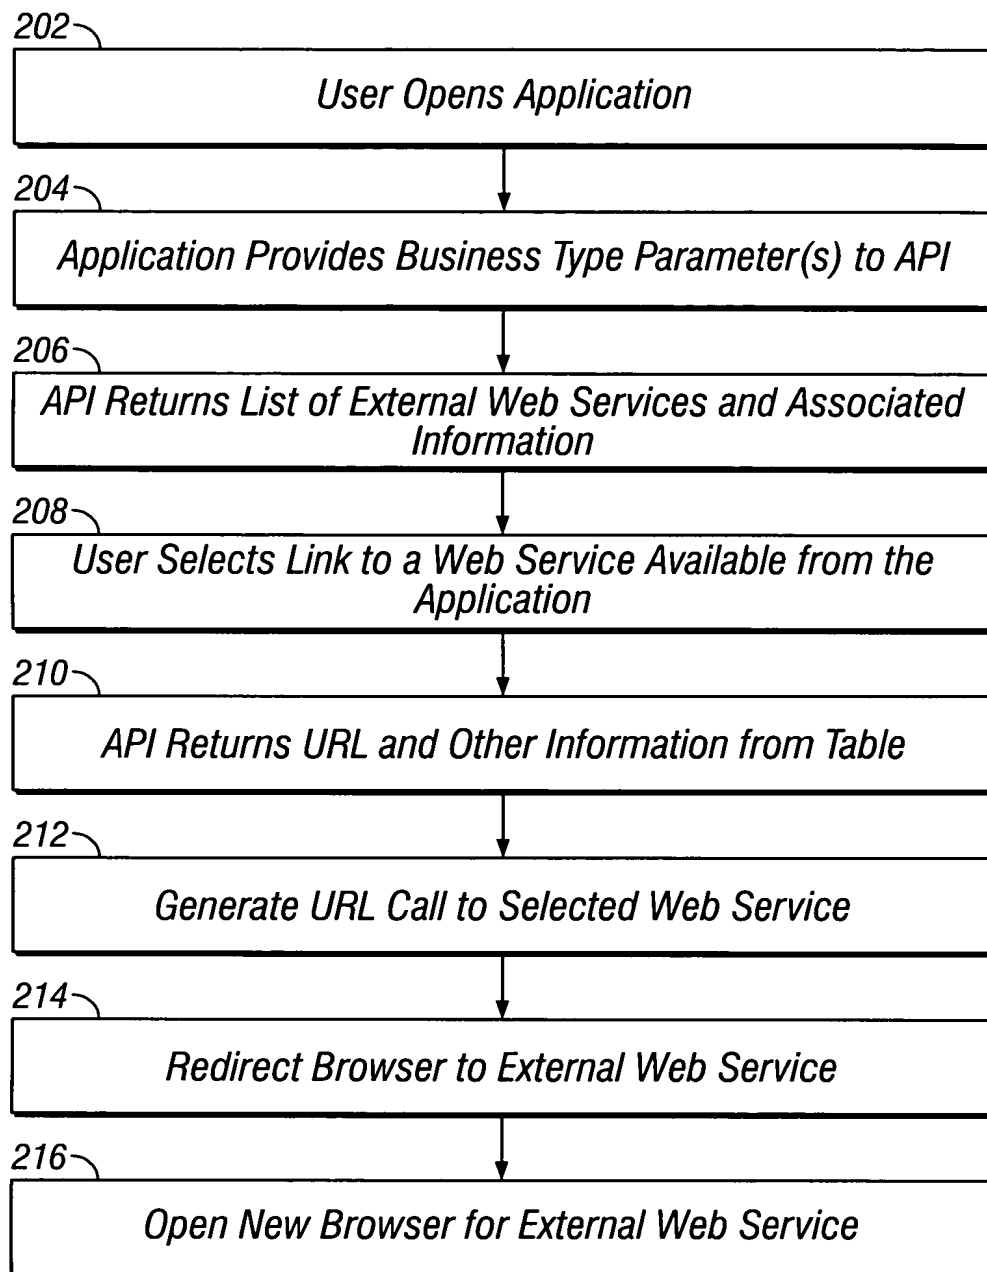 202
User Opens Application
204
Application Provides Business Type Parameter(s) to API
206
API Returns List of External Web Services and Associated
Information
208
User Selects Link to a Web Service Available from the
Application
210
API Returns URL and Other Information from Table
212
Generate URL Call to Selected Web Service
214
Redirect Browser to External Web Service
216
Open New Browser for External Web Service